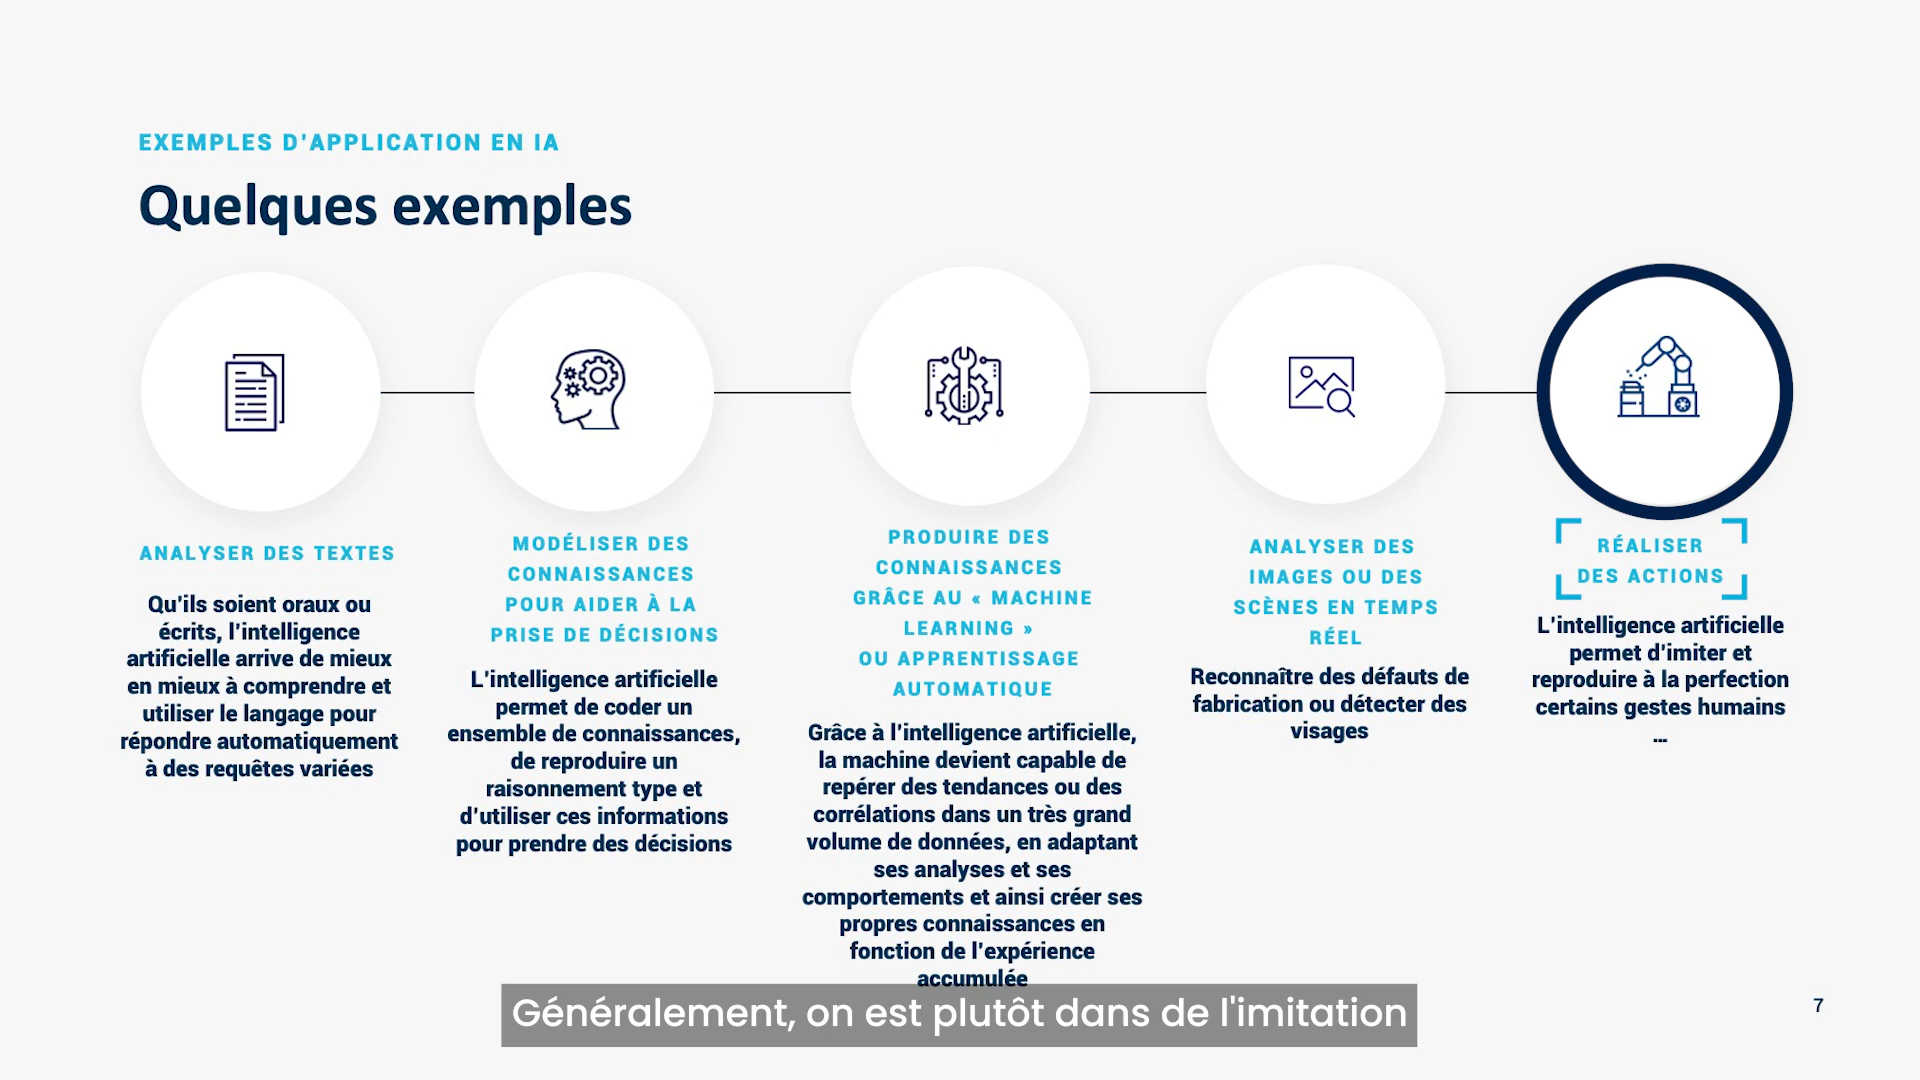 EXEMPLES D'APPLICATION EN IA
Quelques exemples
ANALYSER DES TEXTES
Qu'ils soient oraux ou
écrits, l'intelligence
artificielle arrive de mieux
en mieux à comprendre et
utiliser le langage pour
répondre automatiquement
à des requêtes variées
MODÉLISER DES
CONNAISSANCES
POUR AIDER À LA
PRISE DE DÉCISIONS
L'intelligence artificielle
permet de coder un
ensemble de connaissances,
de reproduire un
raisonnement type et
d'utiliser ces informations
pour prendre des décisions
PRODUIRE DES
CONNAISSANCES
GRÂCE AU « MACHINE
LEARNING »
OU APPRENTISSAGE
AUTOMATIQUE
Grâce à l'intelligence artificielle,
la machine devient capable de
repérer des tendances ou des
corrélations dans un très grand
volume de données, en adaptant
ses analyses et ses
comportements et ainsi créer ses
propres connaissances en
fonction de l'expérience
accumulée
ANALYSER DES
IMAGES OU DES
SCÈNES EN TEMPS
RÉEL
Reconnaître des défauts de
fabrication ou détecter des
visages
RÉALISER
DES ACTIONS
L'intelligence artificielle
permet d'imiter et
reproduire à la perfection
certains gestes humains
...
Généralement, on est plutôt dans de l'imitation
7